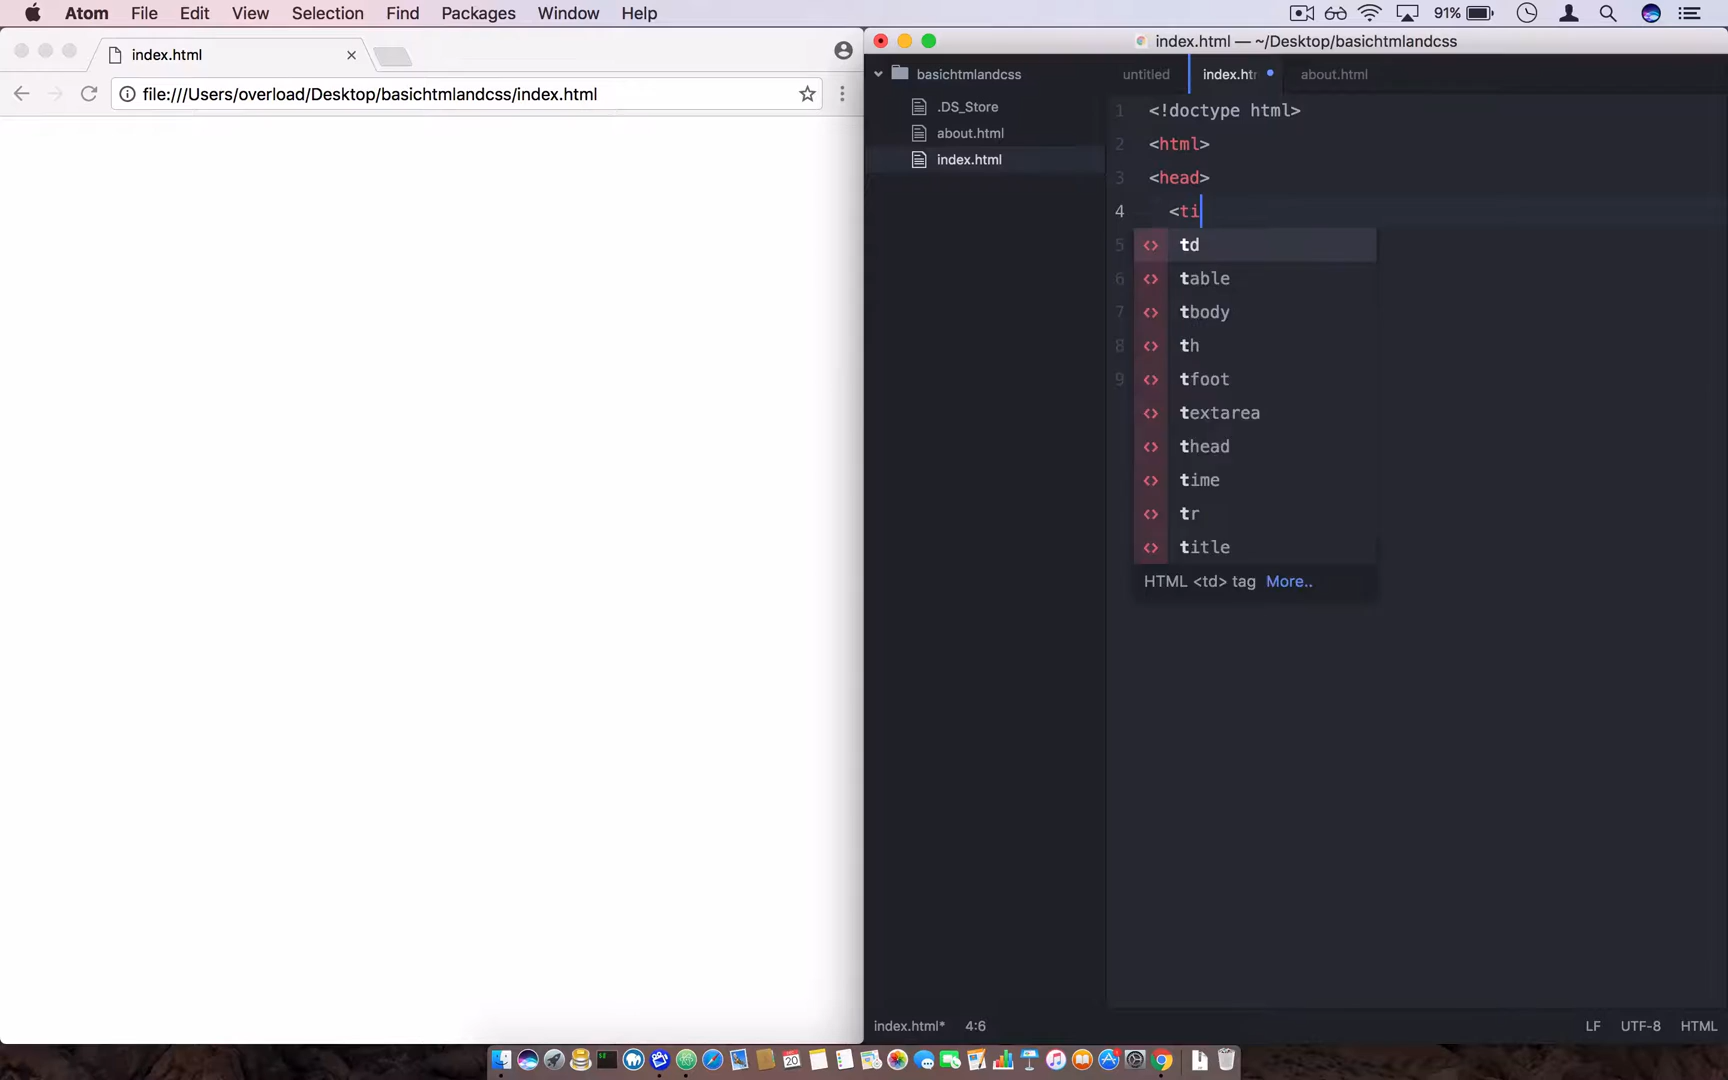 Atom File Edit View Selection Find Packages Window Help 91%
index.html
file:///Users/overload/Desktop/basichtmlandcss/index.html
index.html — ~/Desktop/basichtmlandcss
basichtmlandcss
.DS_Store
about.html
index.html
untitled index.ht about.html
1 <!doctype html>
2 <html>
3 <head>
4 <ti
5
6
7
8
9
<> td
<> table
<> tbody
<> th
<> tfoot
<> textarea
<> thead
<> time
<> tr
<> title
HTML <td> tag More..
index.html* 4:6 LF UTF-8 HTML
20